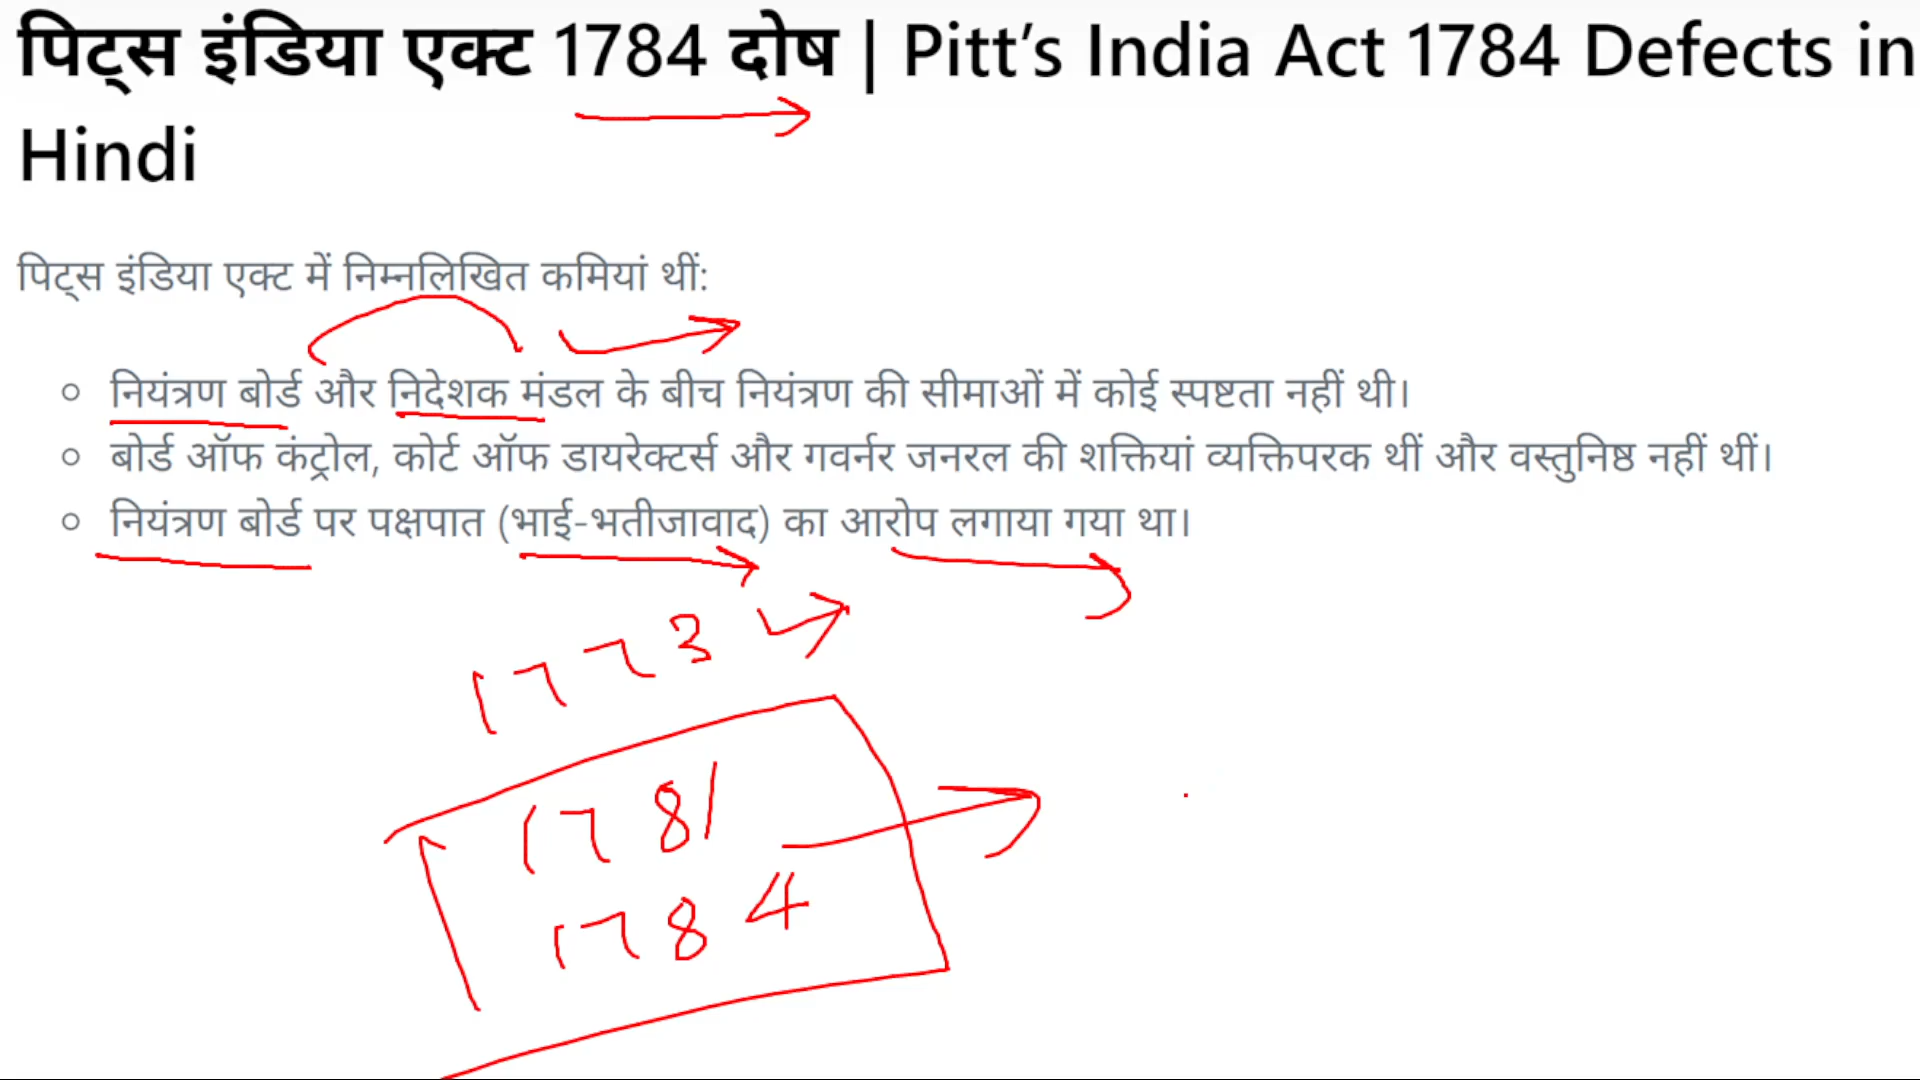 पिट्स इंडिया एक्ट 1784 दोष | Pitt’s India Act 1784 Defects in
Hindi
पिट्स इंडिया एक्ट में निम्नलिखित कमियां थीं:
नियंत्रण बोर्ड और निदेशक मंडल के बीच नियंत्रण की सीमाओं में कोई स्पष्टता नहीं थी।
बोर्ड ऑफ कंट्रोल, कोर्ट ऑफ डायरेक्टर्स और गवर्नर जनरल की शक्तियां व्यक्तिपरक थीं और वस्तुनिष्ठ नहीं थीं।
नियंत्रण बोर्ड पर पक्षपात (भाई-भतीजावाद) का आरोप लगाया गया था।
1773
1781
1784